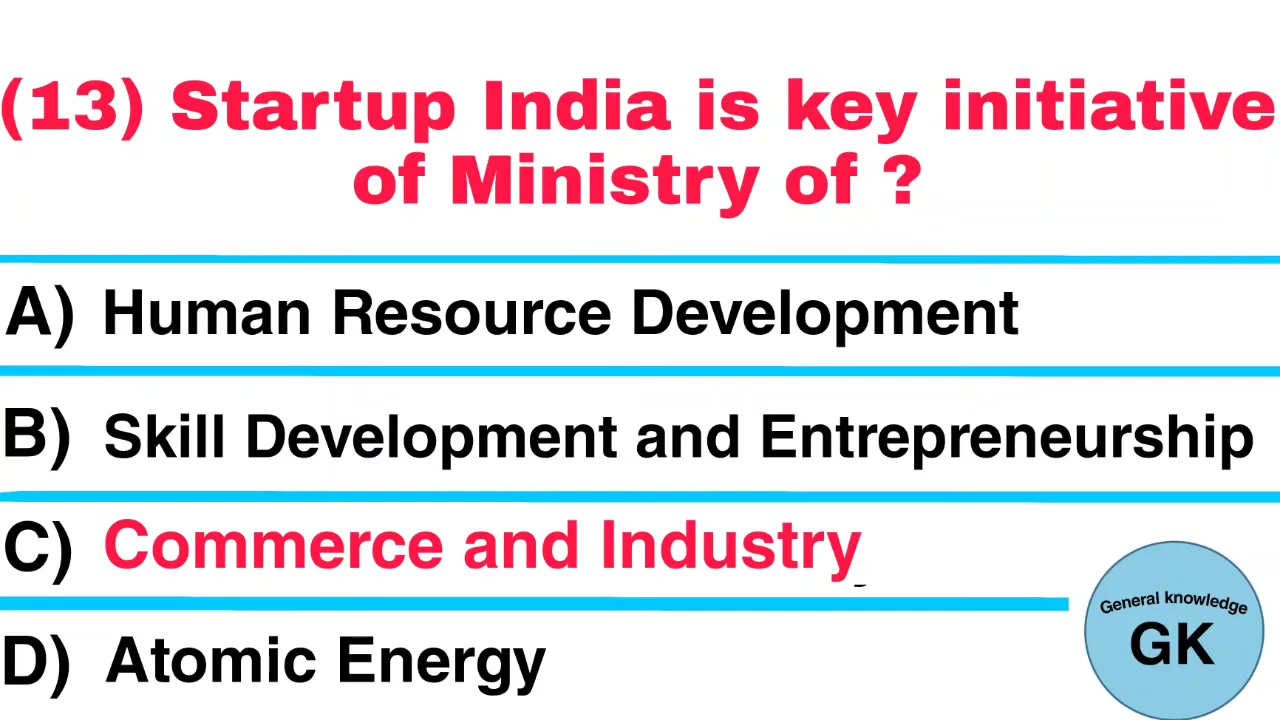 (13) Startup India is key initiative
of Ministry of ?
A) Human Resource Development
B) Skill Development and Entrepreneurship
C) Commerce and Industry
D) Atomic Energy
General knowledge
GK